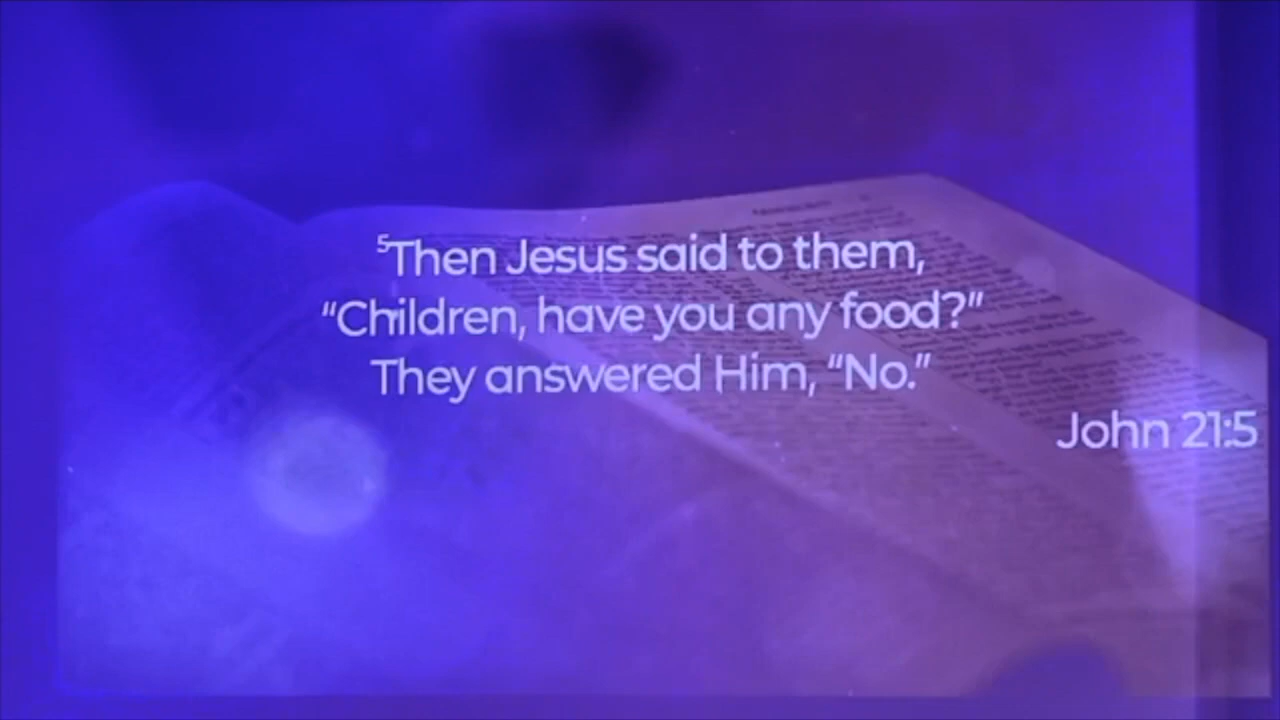 ⁵Then Jesus said to them,
“Children, have you any food?”
They answered Him, “No.”
John 21:5